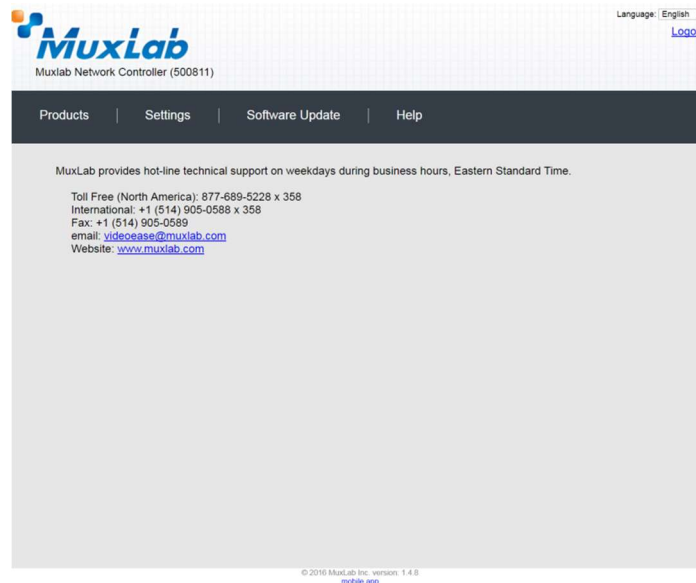 Language: English
Logo
MuxLab
Muxlab Network Controller (500811)
Products | Settings | Software Update | Help
MuxLab provides hot-line technical support on weekdays during business hours, Eastern Standard Time.
Toll Free (North America): 877-689-5228 x 358
International: +1 (514) 905-0588 x 358
Fax: +1 (514) 905-0589
email: videoease@muxlab.com
Website: www.muxlab.com
© 2016 MuxLab Inc. version: 1.4.8
mobile app